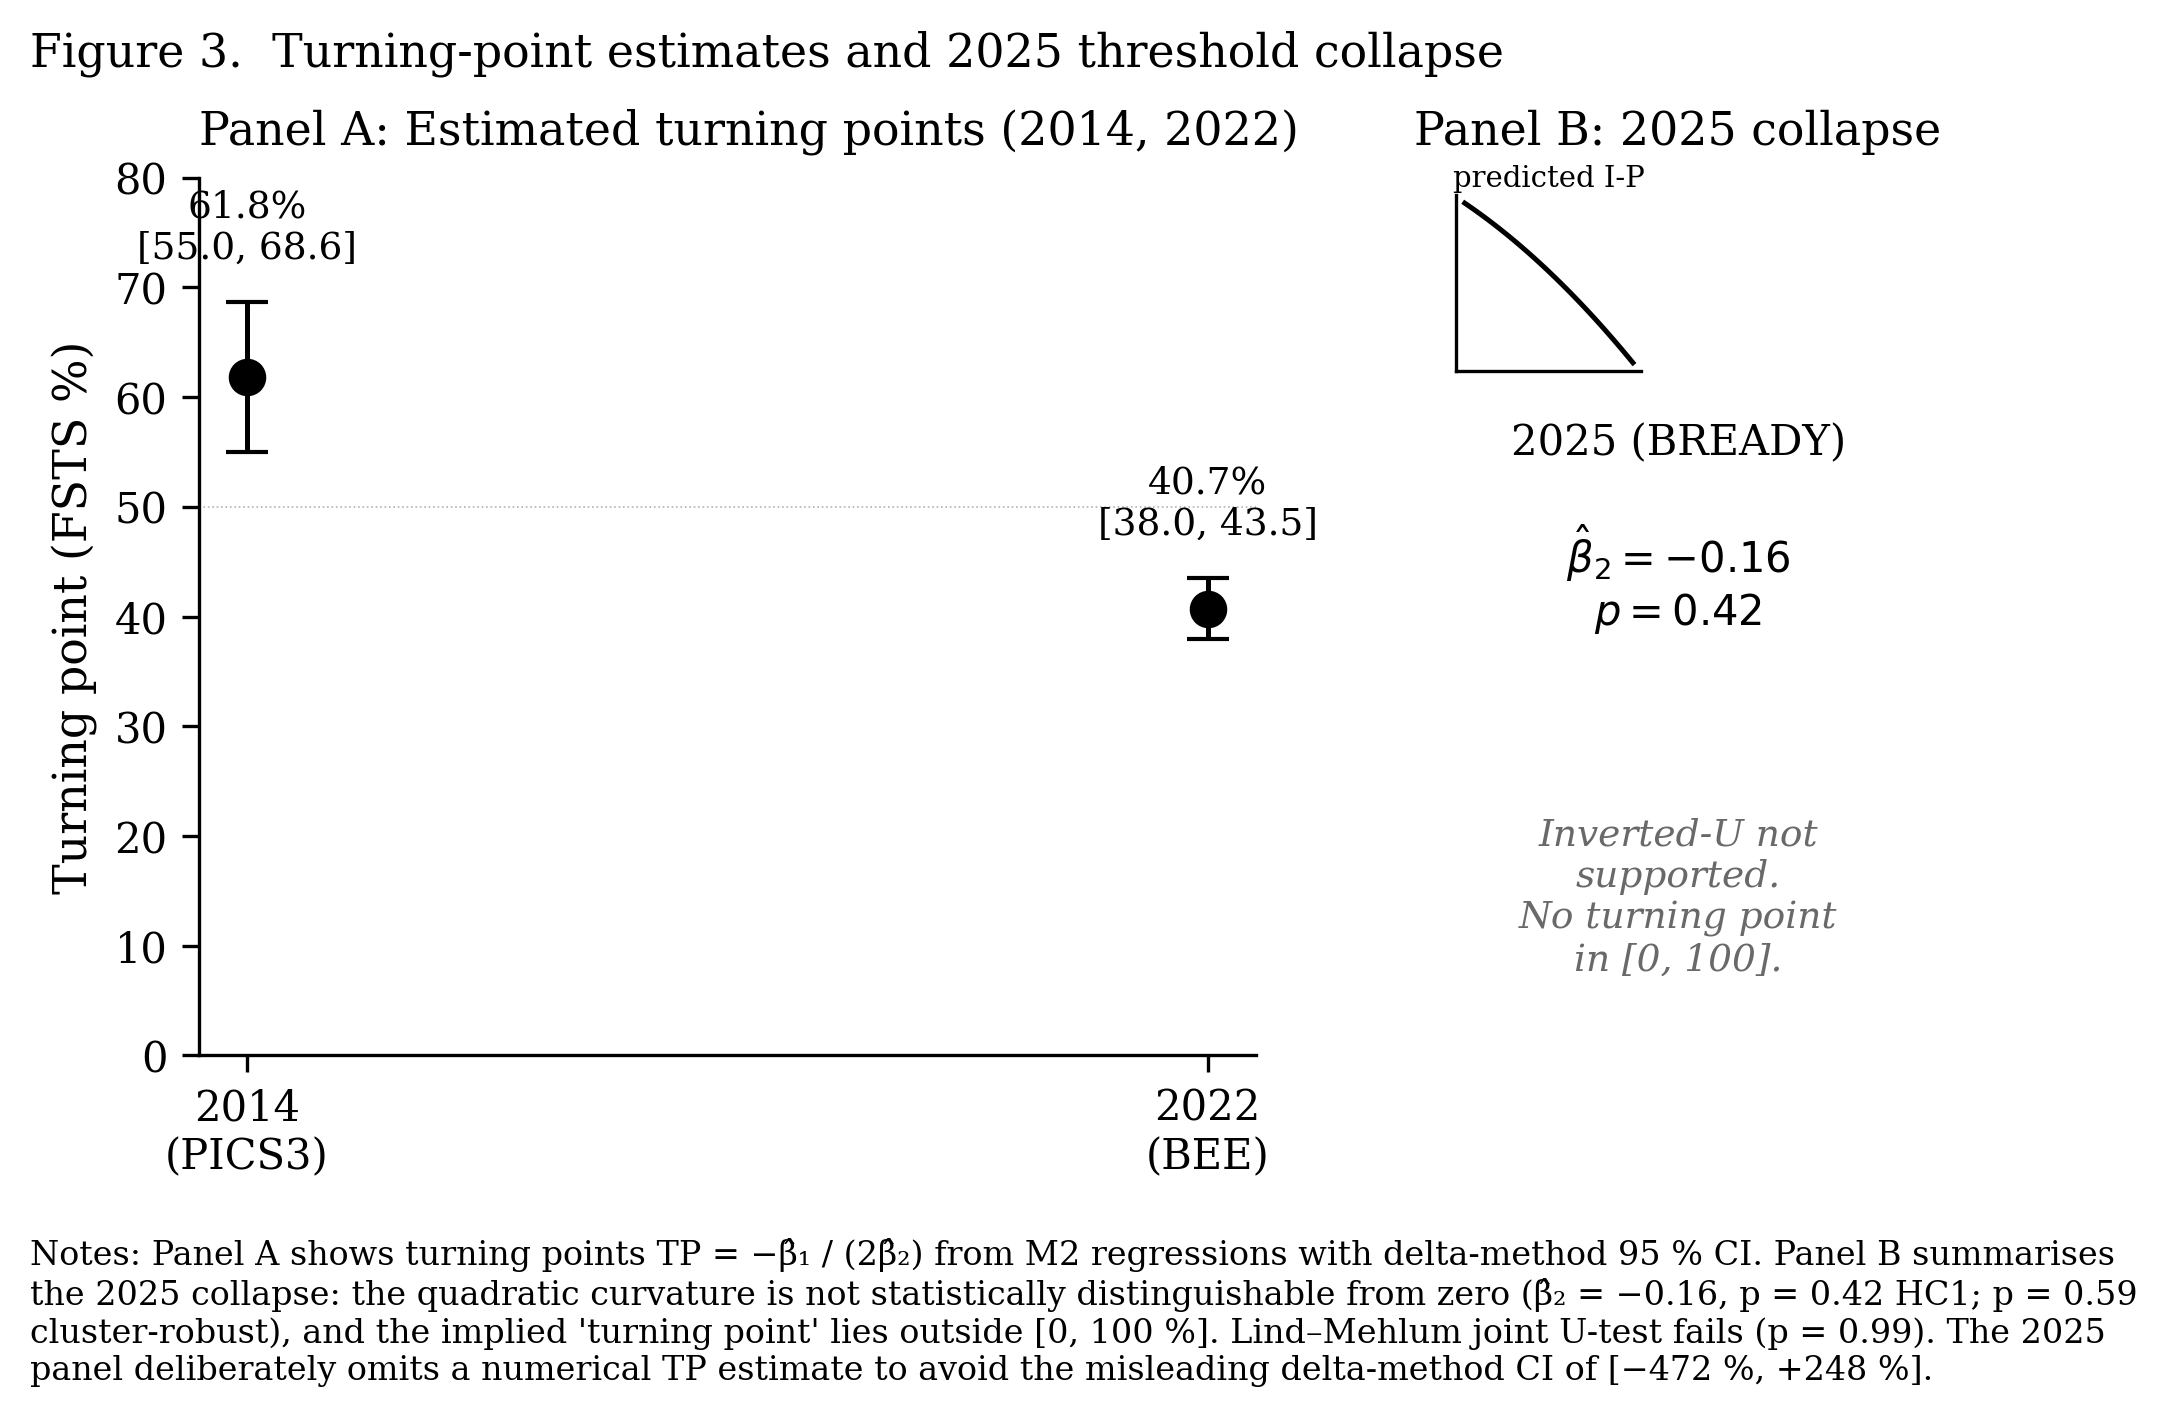 Figure 3.  Turning-point estimates and 2025 threshold collapse
Panel A: Estimated turning points (2014, 2022)
80
70
60
50
40
30
20
10
0
Turning point (FSTS %)
61.8%
[55.0, 68.6]
40.7%
[38.0, 43.5]
2014
(PICS3)
2022
(BEE)
Panel B: 2025 collapse
predicted I-P
2025 (BREADY)
β̂₂ = −0.16
p = 0.42
Inverted-U not
supported.
No turning point
in [0, 100].
Notes: Panel A shows turning points TP = −β̂₁ / (2β̂₂) from M2 regressions with delta-method 95 % CI. Panel B summarises
the 2025 collapse: the quadratic curvature is not statistically distinguishable from zero (β̂₂ = −0.16, p = 0.42 HC1; p = 0.59
cluster-robust), and the implied 'turning point' lies outside [0, 100 %]. Lind–Mehlum joint U-test fails (p = 0.99). The 2025
panel deliberately omits a numerical TP estimate to avoid the misleading delta-method CI of [−472 %, +248 %].